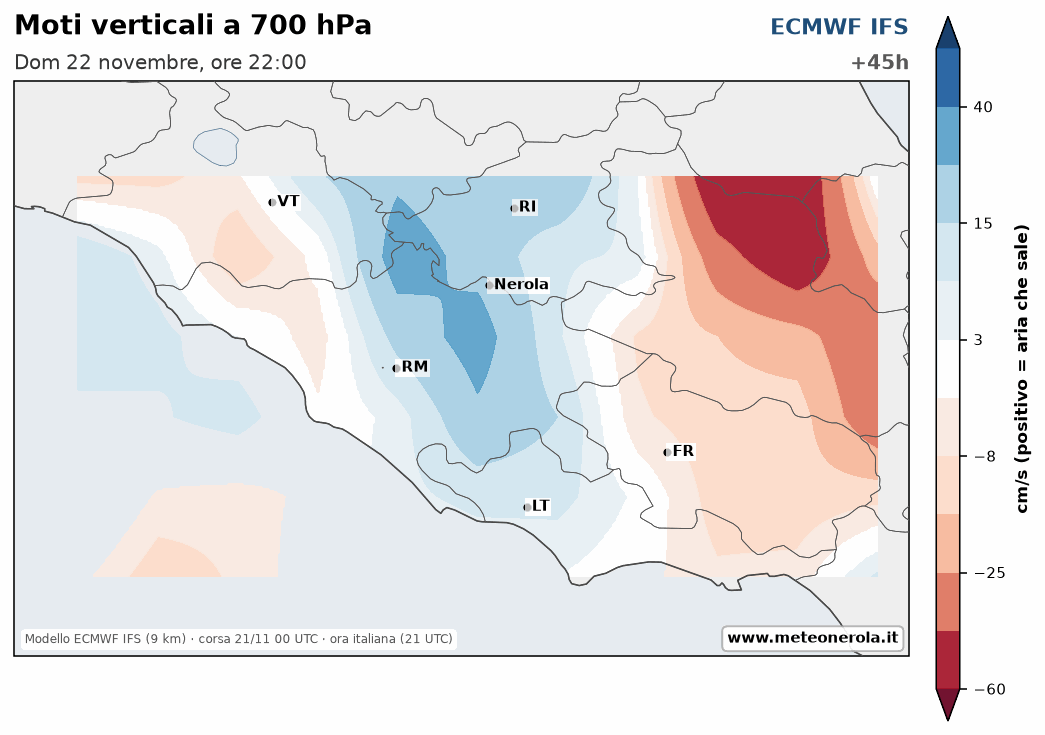 Moti verticali a 700 hPa
ECMWF IFS
Dom 22 novembre, ore 22:00
+45h
VT
RI
Nerola
RM
FR
LT
40
15
3
−8
−25
−60
cm/s (positivo = aria che sale)
Modello ECMWF IFS (9 km) · corsa 21/11 00 UTC · ora italiana (21 UTC)
www.meteonerola.it